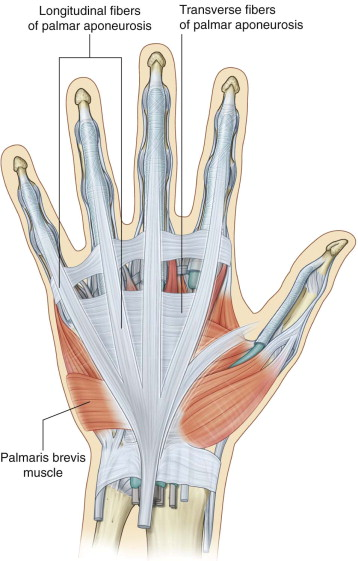 Longitudinal fibers
of palmar aponeurosis
Transverse fibers
of palmar aponeurosis
Palmaris brevis
muscle